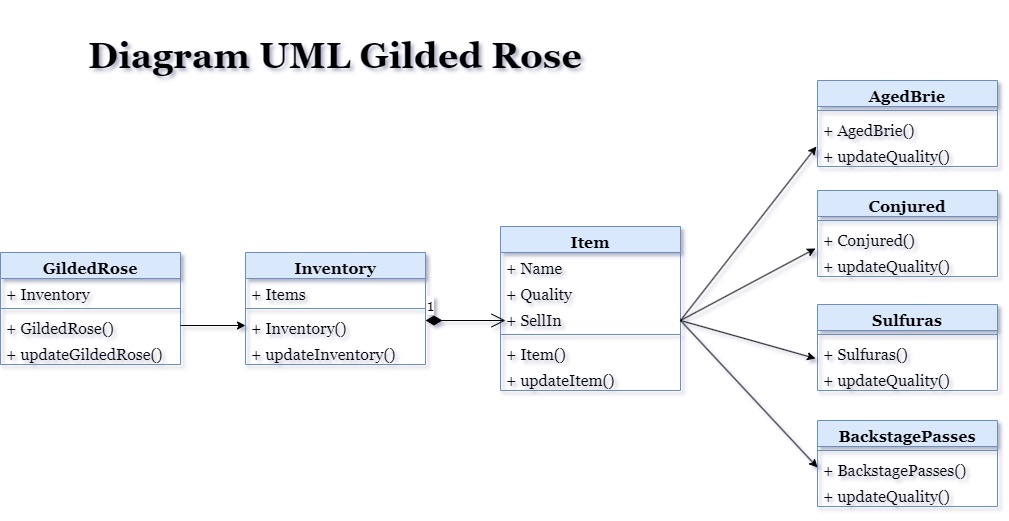 Diagram UML Gilded Rose
GildedRose
+ Inventory
+ GildedRose()
+ updateGildedRose()
Inventory
+ Items
+ Inventory()
+ updateInventory()
1
Item
+ Name
+ Quality
+ SellIn
+ Item()
+ updateItem()
AgedBrie
+ AgedBrie()
+ updateQuality()
Conjured
+ Conjured()
+ updateQuality()
Sulfuras
+ Sulfuras()
+ updateQuality()
BackstagePasses
+ BackstagePasses()
+ updateQuality()